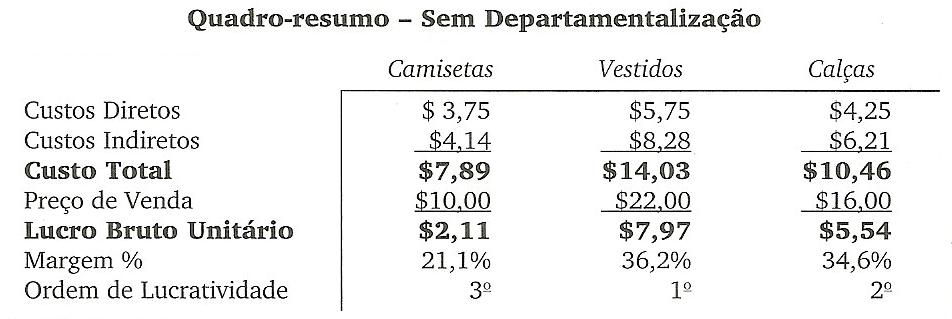 Quadro-resumo – Sem Departamentalização
Camisetas Vestidos Calças
Custos Diretos $ 3,75 $5,75 $4,25
Custos Indiretos $4,14 $8,28 $6,21
Custo Total $7,89 $14,03 $10,46
Preço de Venda $10,00 $22,00 $16,00
Lucro Bruto Unitário $2,11 $7,97 $5,54
Margem % 21,1% 36,2% 34,6%
Ordem de Lucratividade 3º 1º 2º